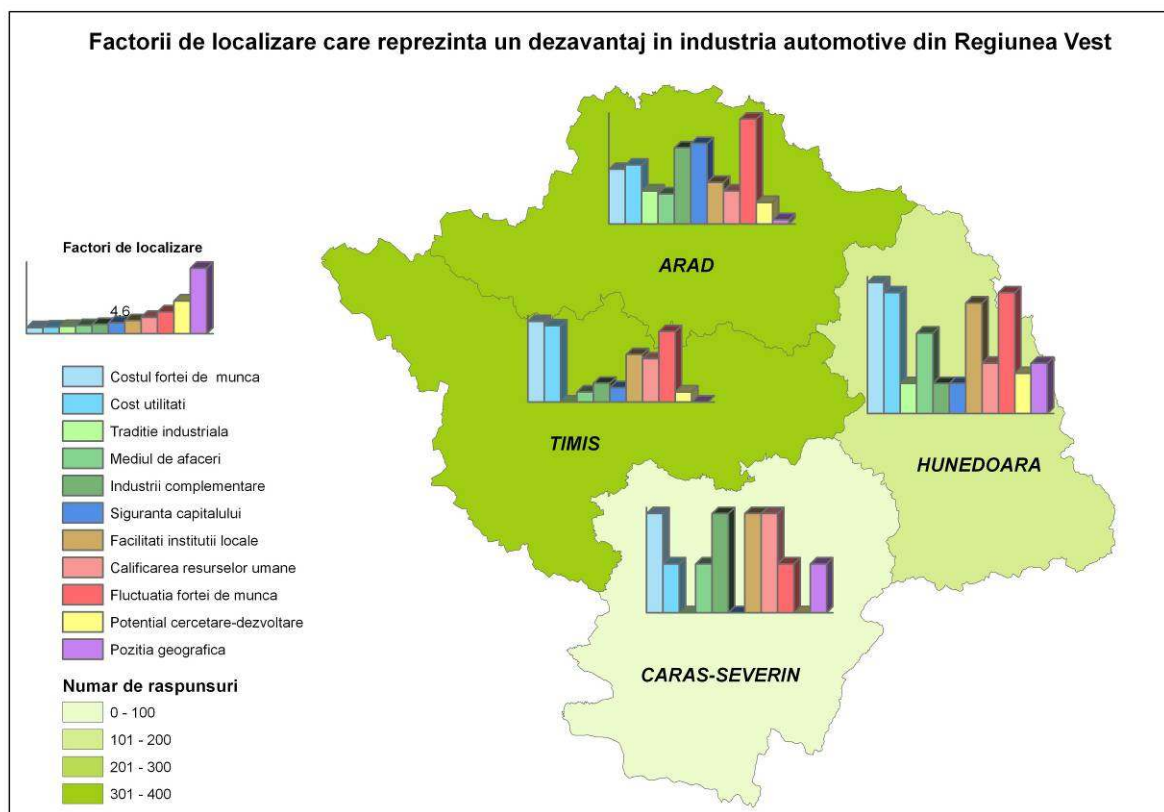 Factorii de localizare care reprezinta un dezavantaj in industria automotive din Regiunea Vest
Factori de localizare
4.6
Costul fortei de munca
Cost utilitati
Traditie industriala
Mediul de afaceri
Industrii complementare
Siguranta capitalului
Facilitati institutii locale
Calificarea resurselor umane
Fluctuatia fortei de munca
Potential cercetare-dezvoltare
Pozitia geografica
Numar de raspunsuri
0 - 100
101 - 200
201 - 300
301 - 400
ARAD
TIMIS
HUNEDOARA
CARAS-SEVERIN